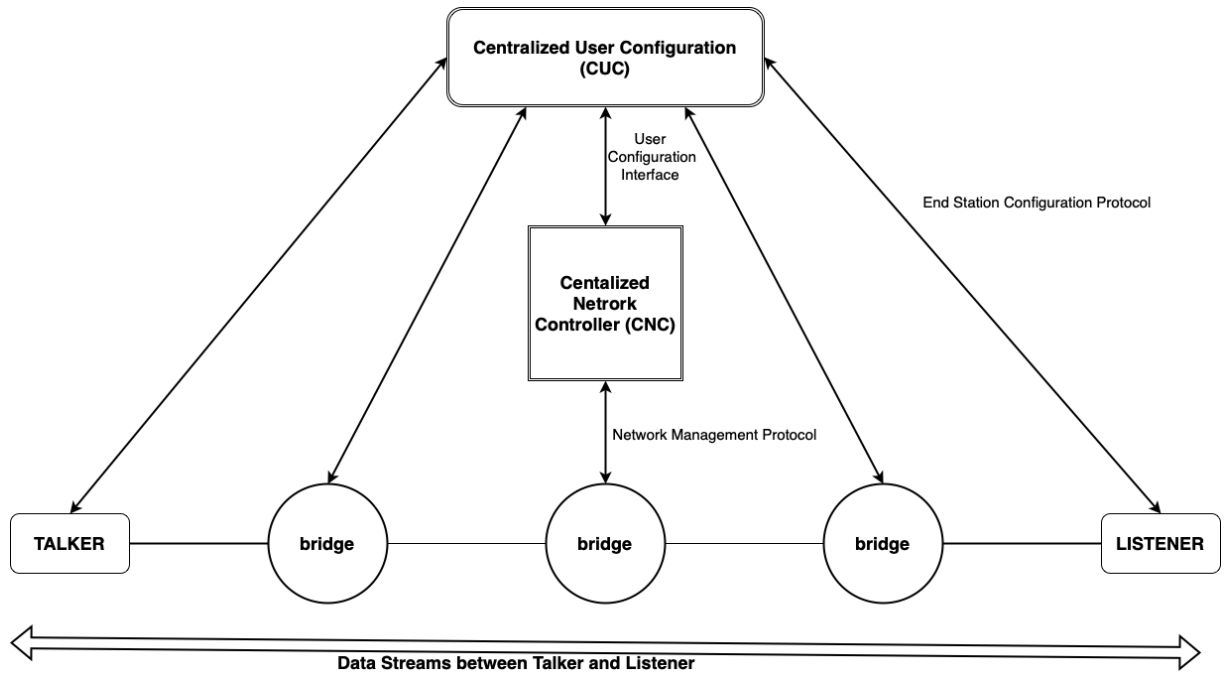 Centralized User Configuration
(CUC)
User
Configuration
Interface
End Station Configuration Protocol
Centalized
Netrork
Controller (CNC)
Network Management Protocol
TALKER
bridge
bridge
bridge
LISTENER
Data Streams between Talker and Listener